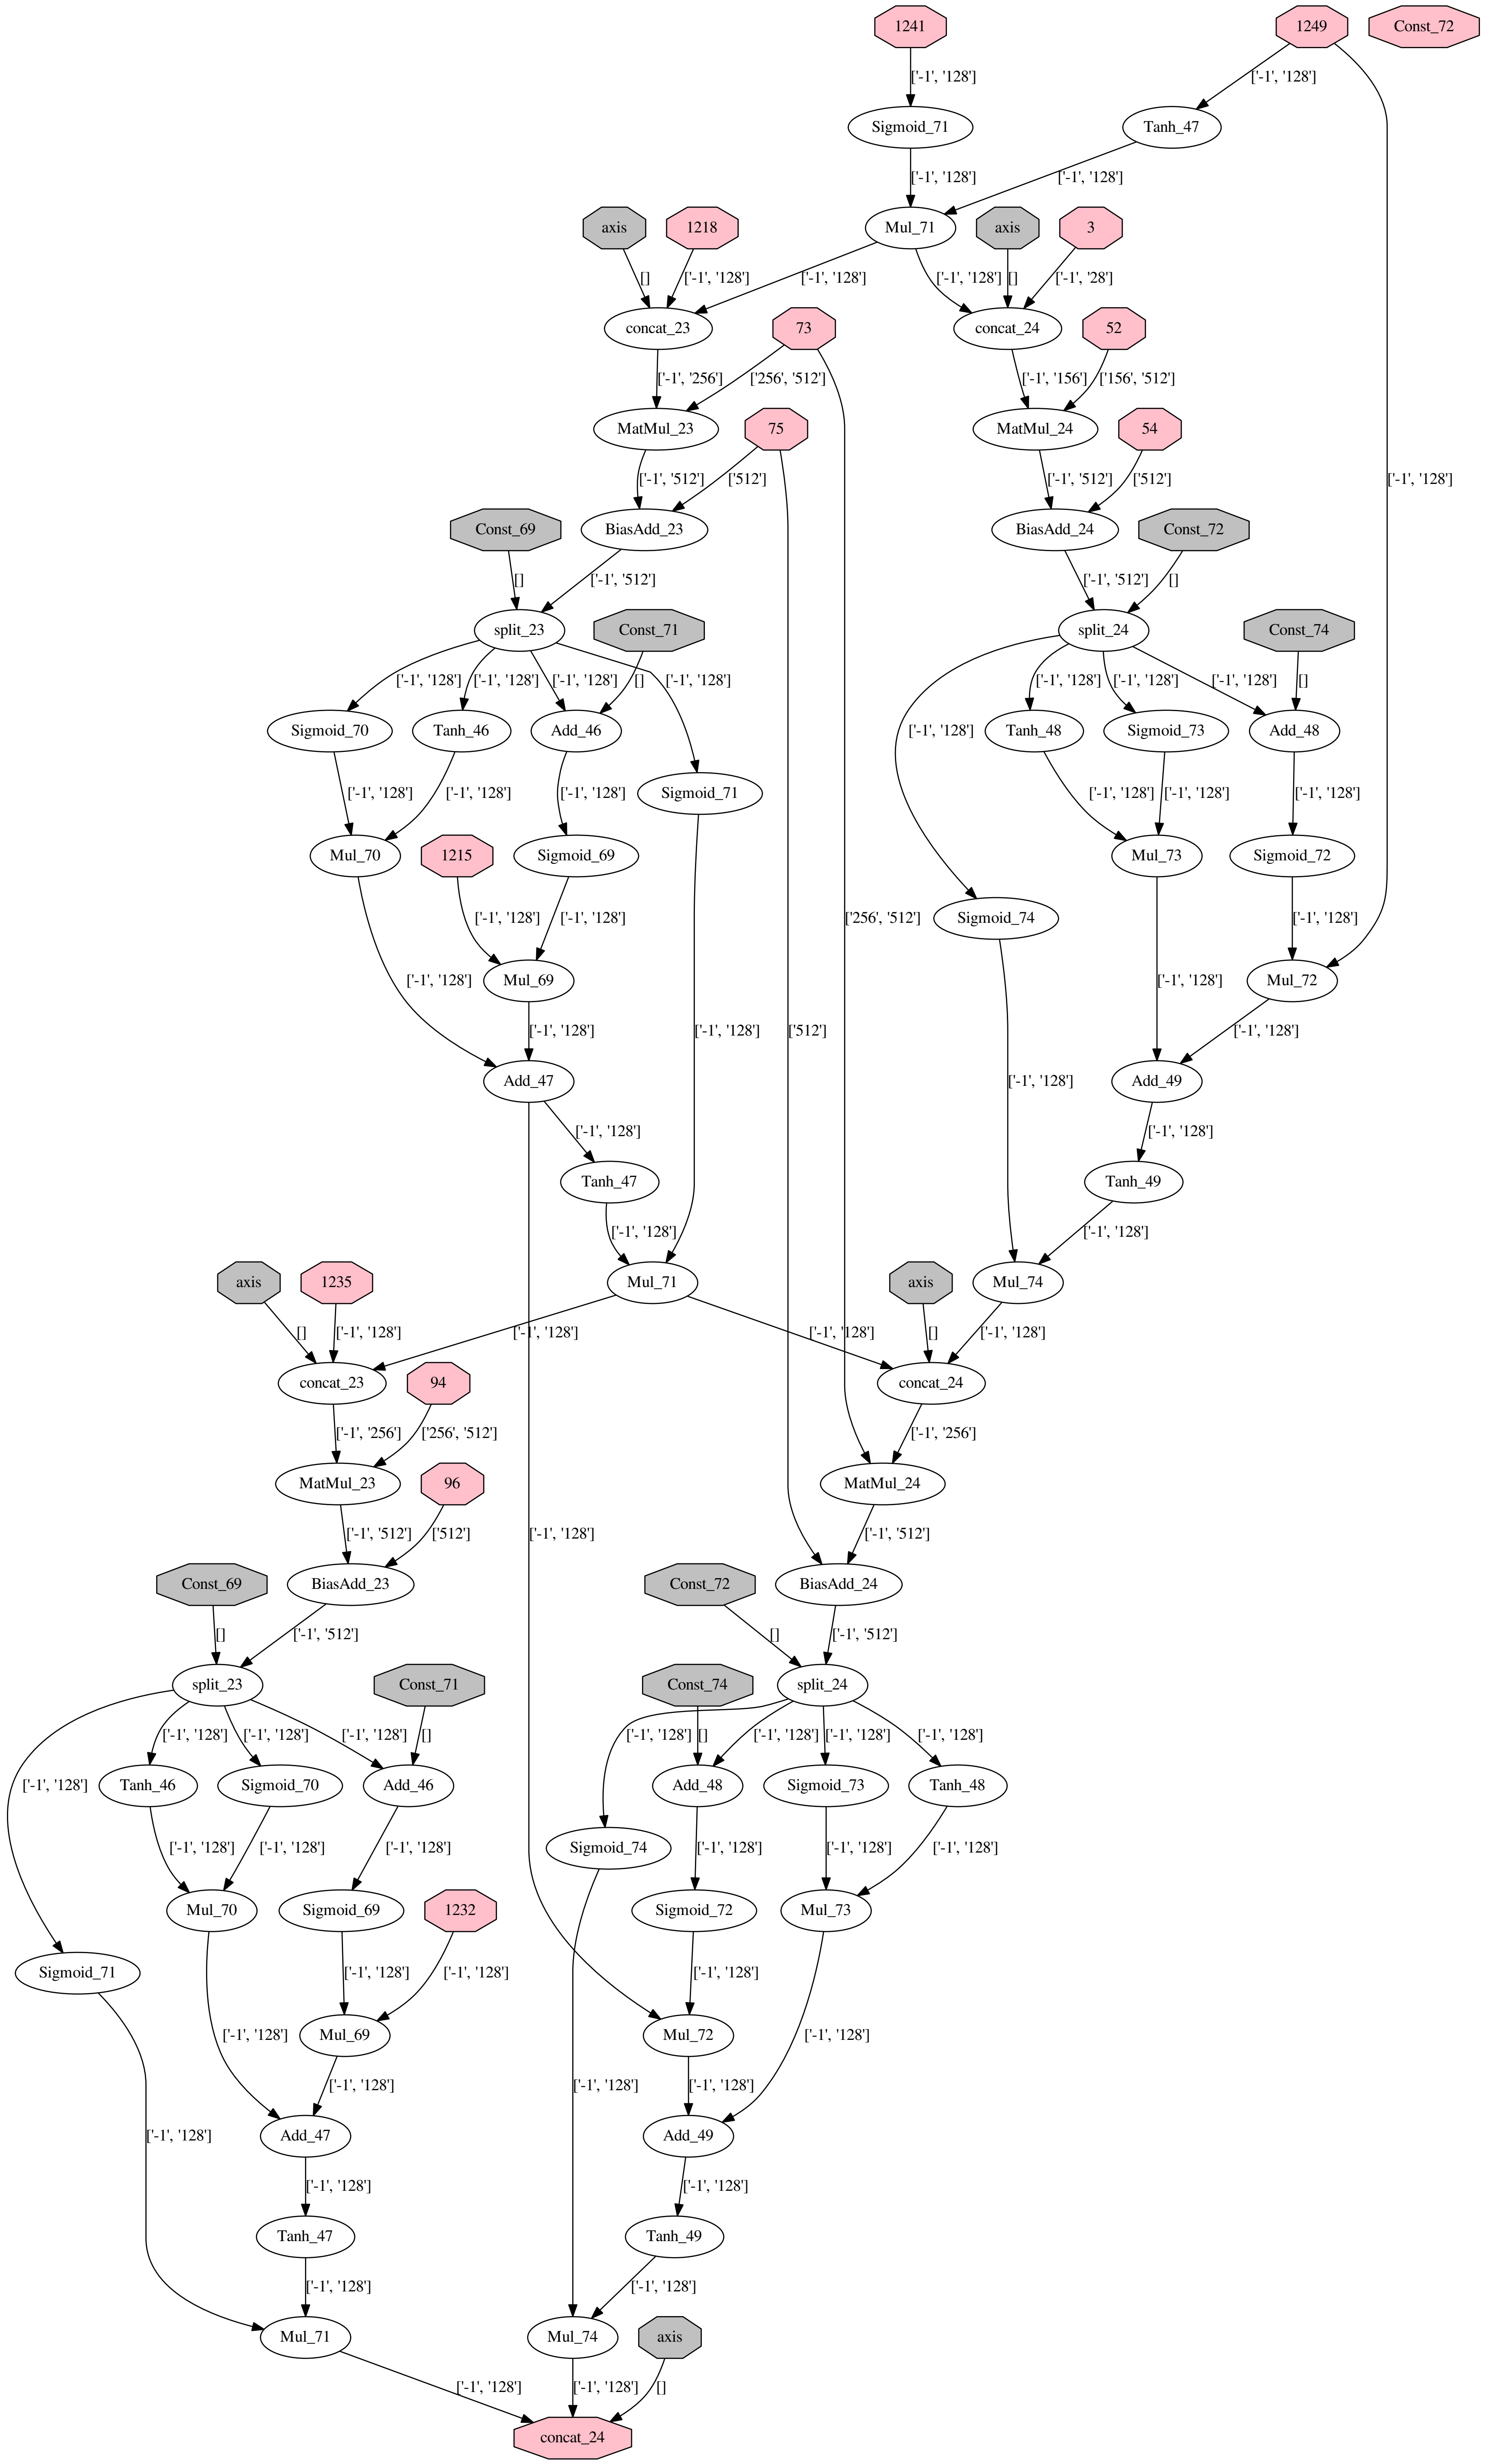 1241
1249
Const_72
['-1', '128']
['-1', '128']
Sigmoid_71
Tanh_47
['-1', '128']
['-1', '128']
axis
1218
Mul_71
axis
3
[]
['-1', '128']
['-1', '128']
['-1', '128']
[]
['-1', '28']
concat_23
73
concat_24
52
['-1', '256']
['256', '512']
['-1', '156']
['156', '512']
MatMul_23
75
MatMul_24
54
['-1', '512']
['512']
['-1', '512']
['512']
['-1', '128']
Const_69
BiasAdd_23
BiasAdd_24
Const_72
[]
['-1', '512']
['-1', '512']
[]
split_23
Const_71
split_24
Const_74
['-1', '128']
['-1', '128']
['-1', '128']
[]
['-1', '128']
['-1', '128']
['-1', '128']
['-1', '128']
[]
Sigmoid_70
Tanh_46
Add_46
['-1', '128']
Tanh_48
Sigmoid_73
Add_48
['-1', '128']
['-1', '128']
['-1', '128']
Sigmoid_71
['-1', '128']
['-1', '128']
['-1', '128']
Mul_70
1215
Sigmoid_69
Mul_73
Sigmoid_72
['-1', '128']
['-1', '128']
['256', '512']
Sigmoid_74
['-1', '128']
['-1', '128']
Mul_69
['-1', '128']
Mul_72
['-1', '128']
['-1', '128']
['512']
['-1', '128']
Add_47
['-1', '128']
Add_49
['-1', '128']
['-1', '128']
Tanh_47
Tanh_49
['-1', '128']
['-1', '128']
axis
1235
Mul_71
axis
Mul_74
[]
['-1', '128']
['-1', '128']
['-1', '128']
[]
['-1', '128']
concat_23
94
concat_24
['-1', '256']
['256', '512']
['-1', '256']
MatMul_23
96
MatMul_24
['-1', '512']
['512']
['-1', '128']
['-1', '512']
Const_69
BiasAdd_23
Const_72
BiasAdd_24
[]
['-1', '512']
[]
['-1', '512']
split_23
Const_71
Const_74
split_24
['-1', '128']
['-1', '128']
['-1', '128']
[]
['-1', '128']
[]
['-1', '128']
['-1', '128']
['-1', '128']
['-1', '128']
Tanh_46
Sigmoid_70
Add_46
Add_48
Sigmoid_73
Tanh_48
['-1', '128']
['-1', '128']
['-1', '128']
Sigmoid_74
['-1', '128']
['-1', '128']
['-1', '128']
Mul_70
Sigmoid_69
1232
Sigmoid_72
Mul_73
Sigmoid_71
['-1', '128']
['-1', '128']
['-1', '128']
['-1', '128']
Mul_69
Mul_72
['-1', '128']
['-1', '128']
['-1', '128']
['-1', '128']
['-1', '128']
Add_47
Add_49
['-1', '128']
['-1', '128']
Tanh_47
Tanh_49
['-1', '128']
['-1', '128']
Mul_71
Mul_74
axis
['-1', '128']
['-1', '128']
[]
concat_24